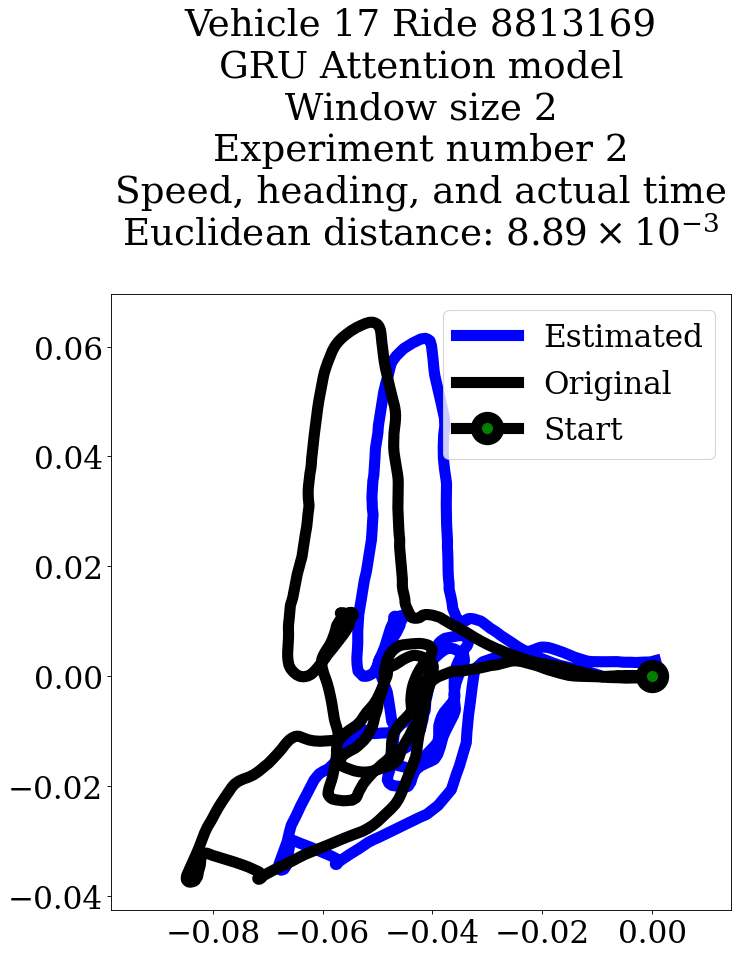 Vehicle 17 Ride 8813169
GRU Attention model
Window size 2
Experiment number 2
Speed, heading, and actual time
Euclidean distance: 8.89 × 10⁻³
Estimated
Original
Start
0.06
0.04
0.02
0.00
−0.02
−0.04
−0.08 −0.06 −0.04 −0.02 0.00